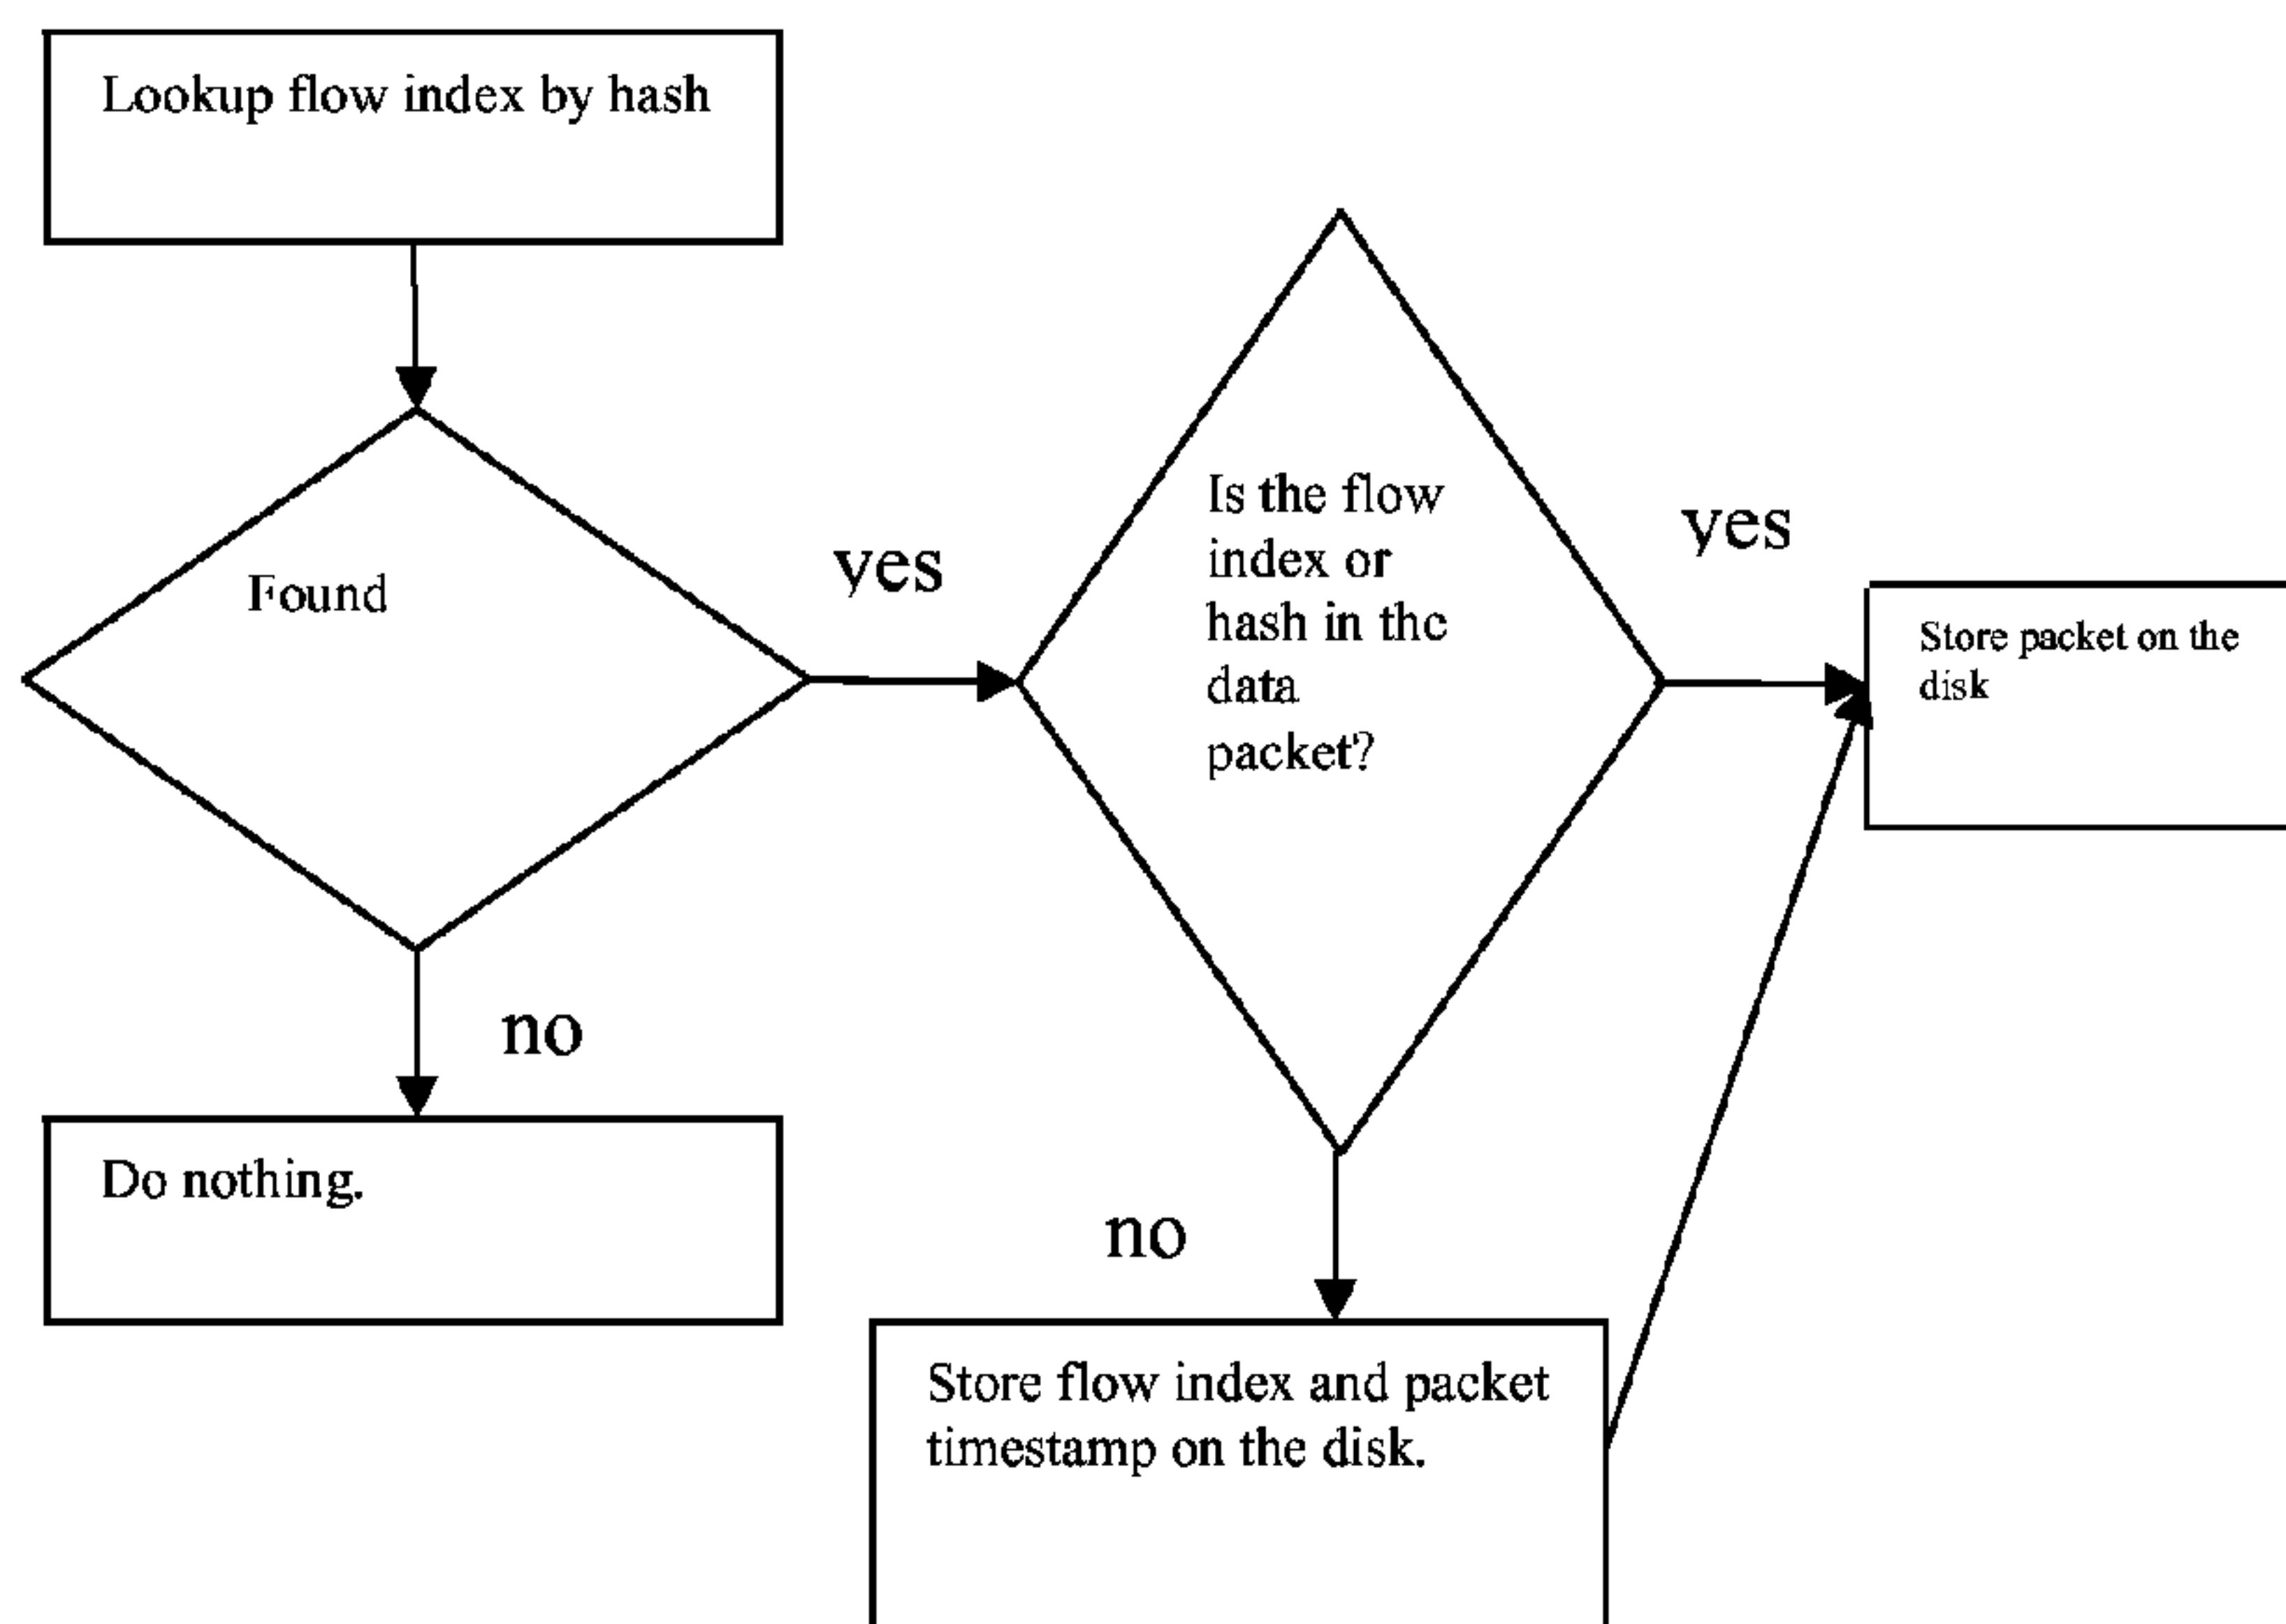 Lookup flow index by hash
Found
yes
no
Do nothing.
Is the flow
index or
hash in the
data
packet?
yes
no
Store packet on the
disk
Store flow index and packet
timestamp on the disk.